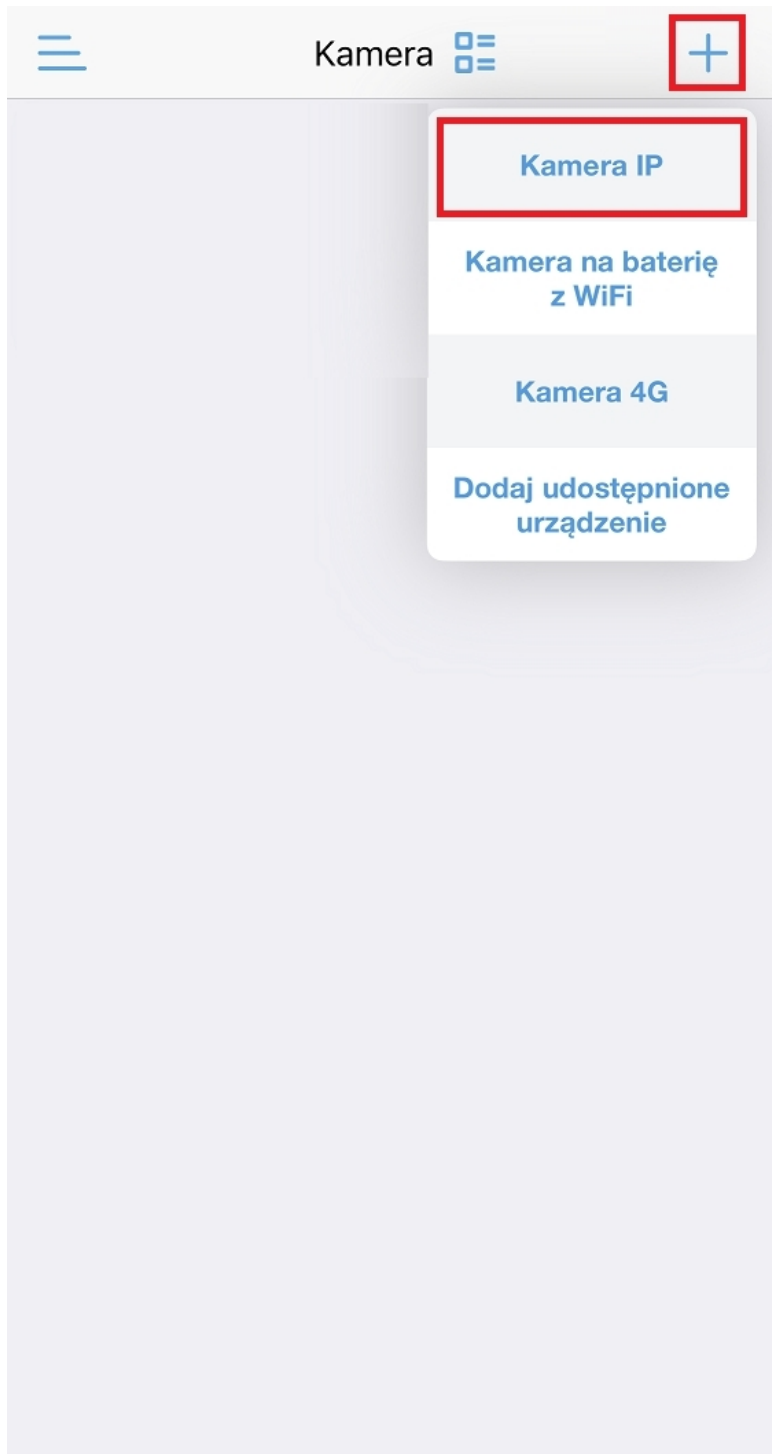 Kamera
Kamera IP
Kamera na baterię
z WiFi
Kamera 4G
Dodaj udostępnione
urządzenie